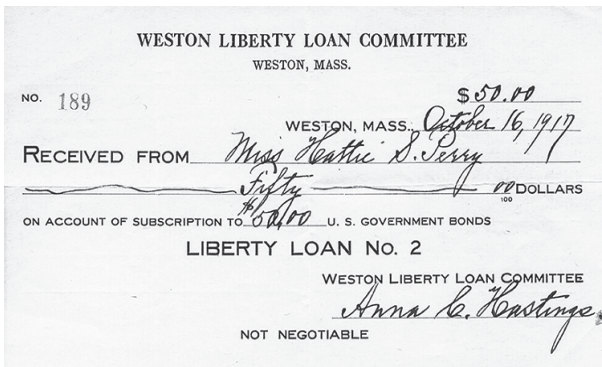 WESTON LIBERTY LOAN COMMITTEE
WESTON, MASS.
NO. 189 $ 50.00
WESTON, MASS. October 16, 1917
RECEIVED FROM Miss Hattie S. Perry
Fifty 00/100 DOLLARS
ON ACCOUNT OF SUBSCRIPTION TO $50.00 U. S. GOVERNMENT BONDS
LIBERTY LOAN No. 2
WESTON LIBERTY LOAN COMMITTEE
Anna C. Hastings
NOT NEGOTIABLE